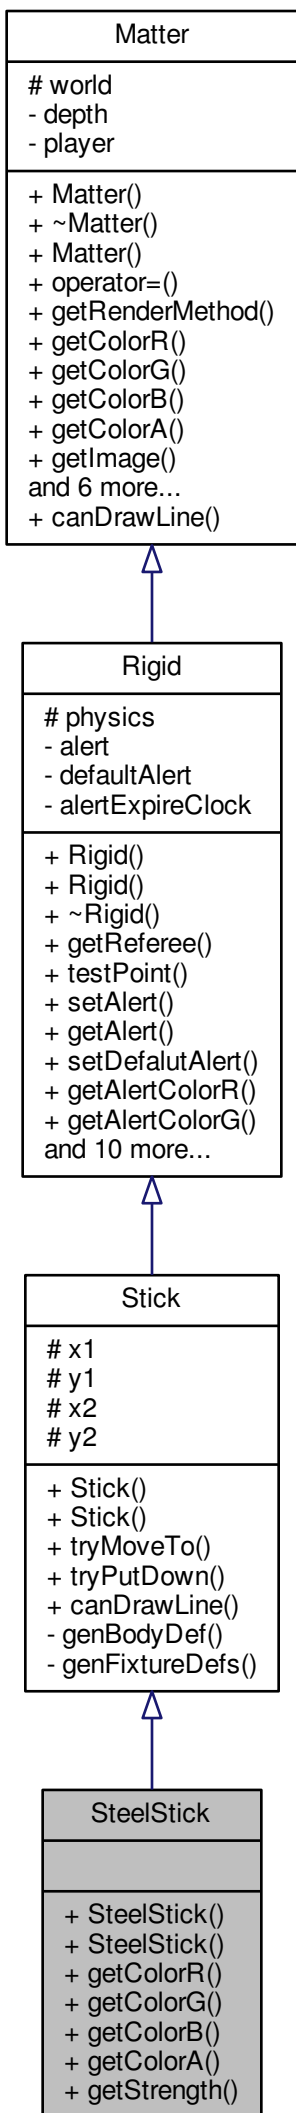 Matter
# world
- depth
- player
+ Matter()
+ ~Matter()
+ Matter()
+ operator=()
+ getRenderMethod()
+ getColorR()
+ getColorG()
+ getColorB()
+ getColorA()
+ getImage()
and 6 more...
+ canDrawLine()
Rigid
# physics
- alert
- defaultAlert
- alertExpireClock
+ Rigid()
+ Rigid()
+ ~Rigid()
+ getReferee()
+ testPoint()
+ setAlert()
+ getAlert()
+ setDefalutAlert()
+ getAlertColorR()
+ getAlertColorG()
and 10 more...
Stick
# x1
# y1
# x2
# y2
+ Stick()
+ Stick()
+ tryMoveTo()
+ tryPutDown()
+ canDrawLine()
- genBodyDef()
- genFixtureDefs()
SteelStick
+ SteelStick()
+ SteelStick()
+ getColorR()
+ getColorG()
+ getColorB()
+ getColorA()
+ getStrength()